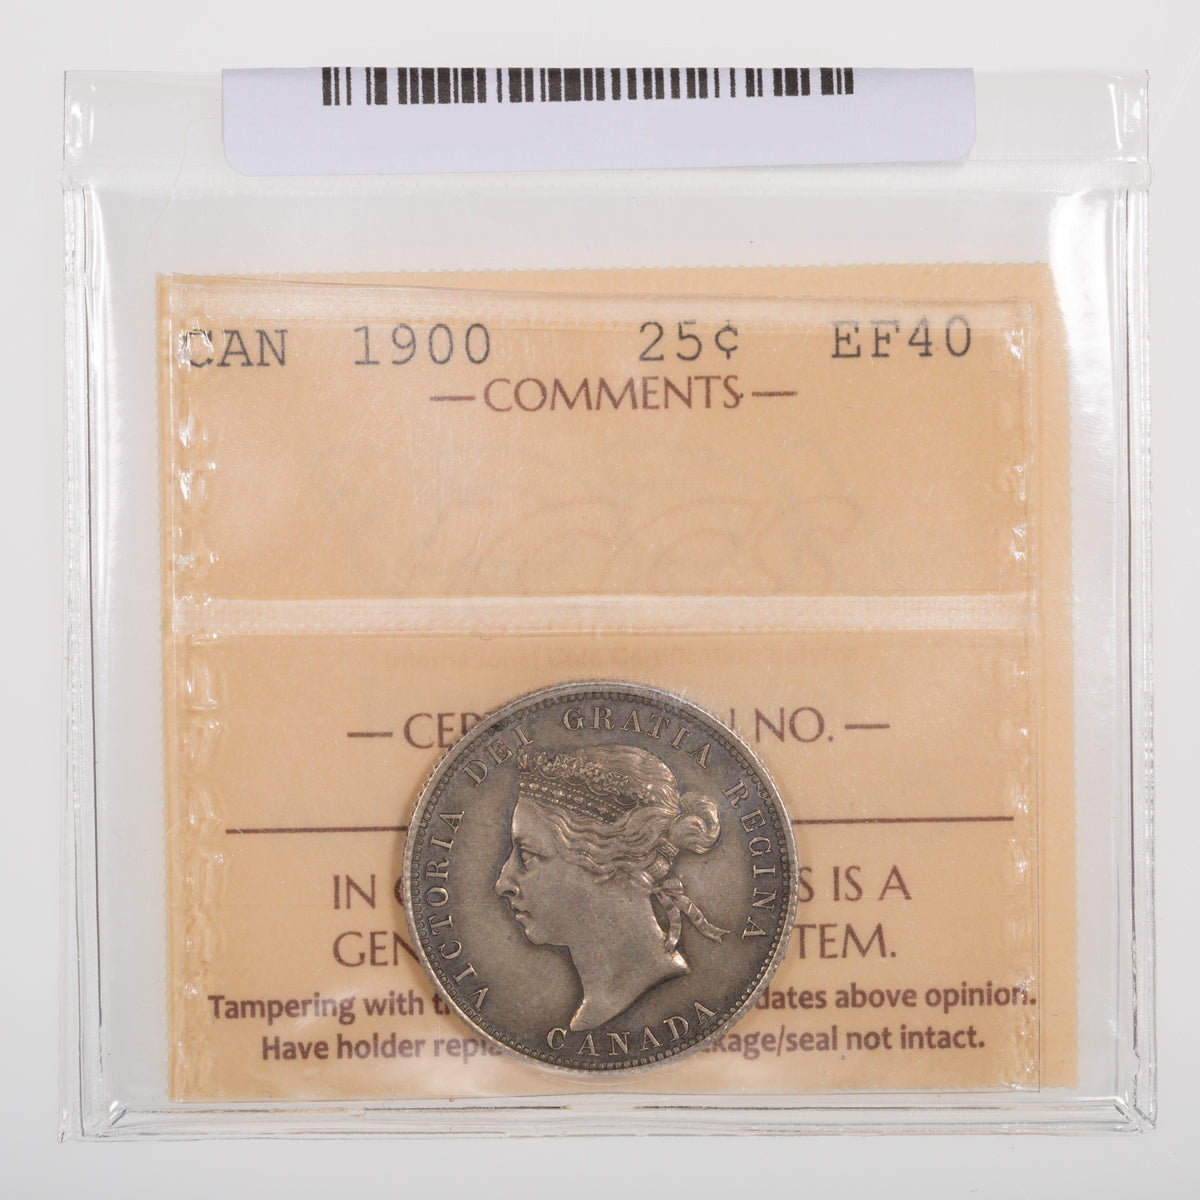 CAN 1900 25¢ EF40
— COMMENTS —
— CER NO. —
IN S IS A
GEN TEM.
Tampering with t dates above opinion.
Have holder repla ckage/seal not intact.
VICTORIA DEI GRATIA REGINA
CANADA